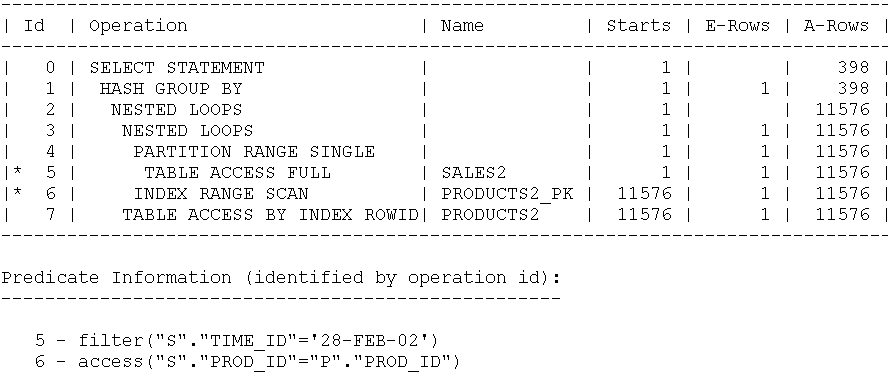 ---------------------------------------------------------------------------------
| Id  | Operation                    | Name         | Starts | E-Rows | A-Rows |
---------------------------------------------------------------------------------
|   0 | SELECT STATEMENT             |              |      1 |        |    398 |
|   1 |  HASH GROUP BY               |              |      1 |      1 |    398 |
|   2 |   NESTED LOOPS               |              |      1 |        |  11576 |
|   3 |    NESTED LOOPS              |              |      1 |      1 |  11576 |
|   4 |     PARTITION RANGE SINGLE   |              |      1 |      1 |  11576 |
|*  5 |      TABLE ACCESS FULL       | SALES2       |      1 |      1 |  11576 |
|*  6 |     INDEX RANGE SCAN         | PRODUCTS2_PK |  11576 |      1 |  11576 |
|   7 |    TABLE ACCESS BY INDEX ROWID| PRODUCTS2    |  11576 |      1 |  11576 |
---------------------------------------------------------------------------------
Predicate Information (identified by operation id):
---------------------------------------------------
5 - filter("S"."TIME_ID"='28-FEB-02')
6 - access("S"."PROD_ID"="P"."PROD_ID")